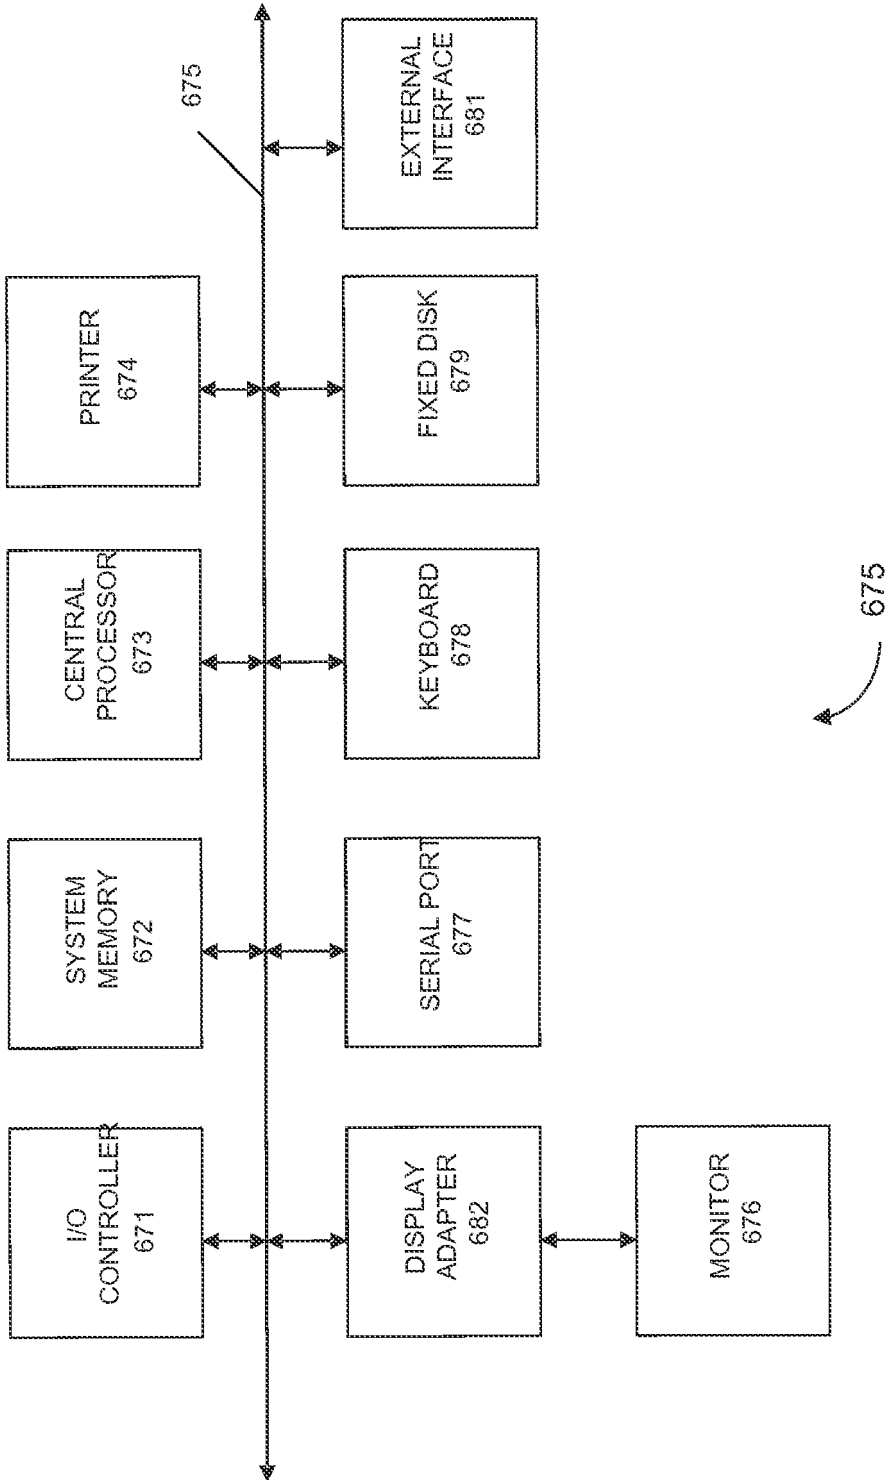 I/O
CONTROLLER
671
SYSTEM
MEMORY
672
CENTRAL
PROCESSOR
673
PRINTER
674
675
DISPLAY
ADAPTER
682
SERIAL PORT
677
KEYBOARD
678
FIXED DISK
679
EXTERNAL
INTERFACE
681
MONITOR
676
675